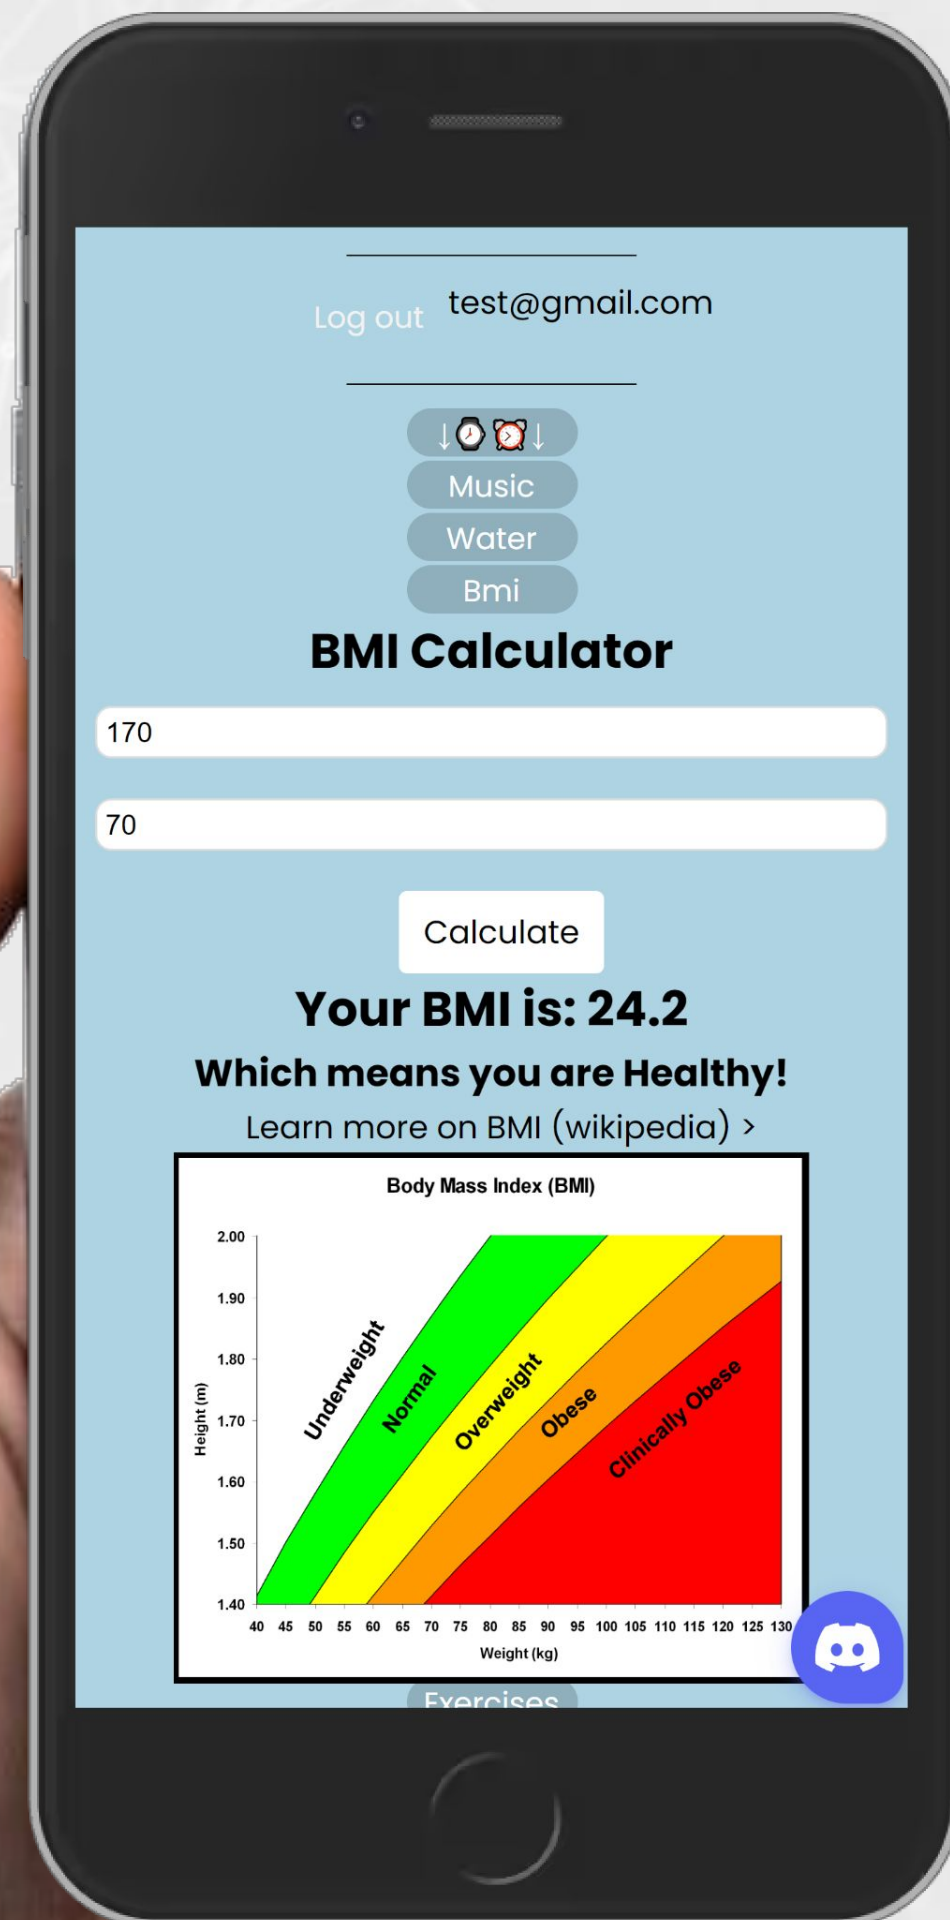 Log out test@gmail.com
↓⌚⏰↓
Music
Water
Bmi
BMI Calculator
170
70
Calculate
Your BMI is: 24.2
Which means you are Healthy!
Learn more on BMI (wikipedia) >
Body Mass Index (BMI)
2.00
1.90
1.80
1.70
1.60
1.50
1.40
Height (m)
Underweight
Normal
Overweight
Obese
Clinically Obese
40 45 50 55 60 65 70 75 80 85 90 95 100 105 110 115 120 125 130
Weight (kg)
Exercises